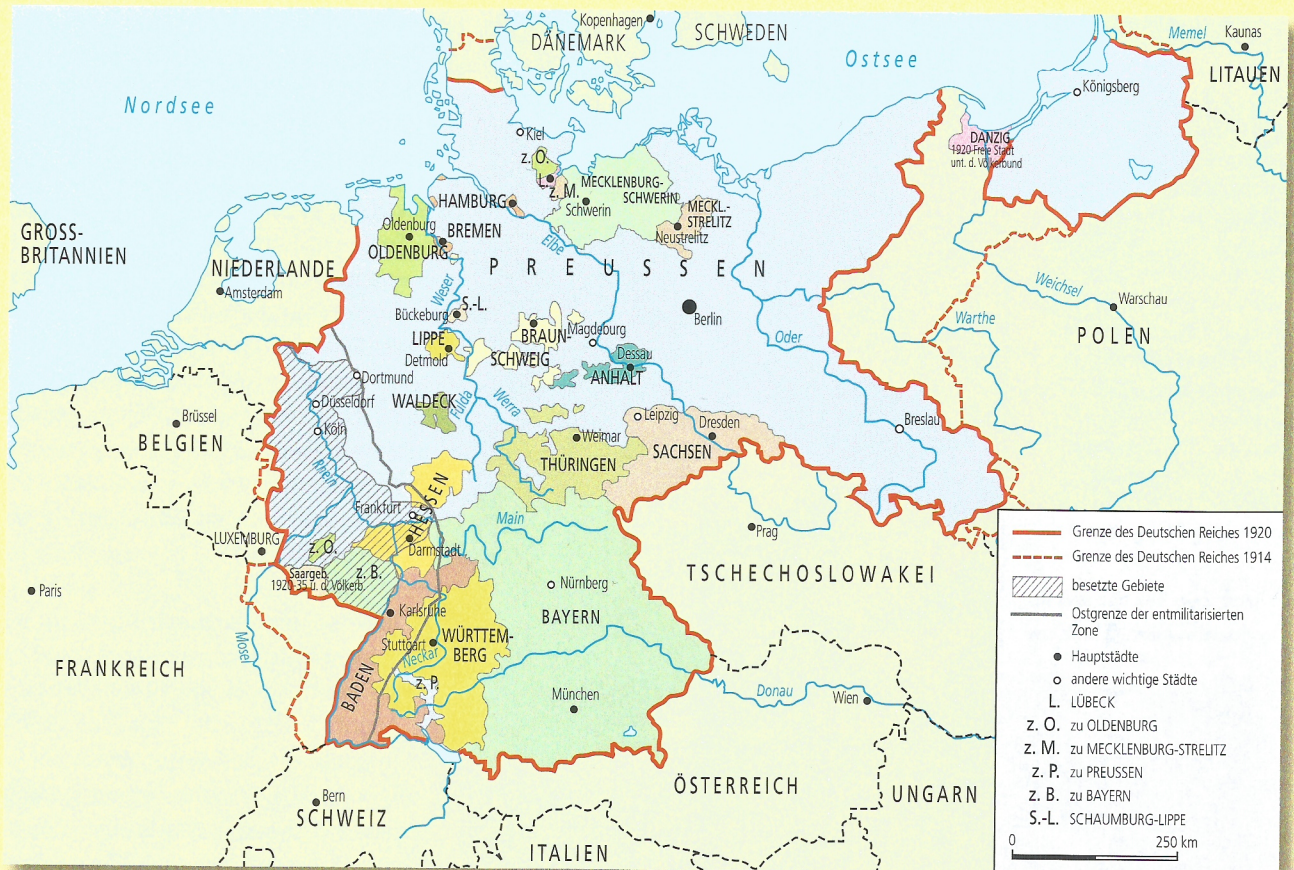 Kopenhagen
DÄNEMARK
SCHWEDEN
Ostsee
Memel
Kaunas
LITAUEN
Nordsee
Königsberg
Kiel
DANZIG
1920 Freie Stadt
unt. d. Völkerbund
z. O.
L.
z. M.
MECKLENBURG-
SCHWERIN
Schwerin
HAMBURG
MECKL.-
STRELITZ
Neustrelitz
Oldenburg
OLDENBURG
BREMEN
Elbe
GROSS-
BRITANNIEN
NIEDERLANDE
Amsterdam
PREUSSEN
Weser
Weichsel
Warschau
POLEN
Warthe
Oder
Berlin
S.-L.
Bückeburg
LIPPE
Detmold
BRAUN-
SCHWEIG
Magdeburg
Dessau
ANHALT
Dortmund
Düsseldorf
Köln
WALDECK
Fulda
Werra
Leipzig
Dresden
Breslau
Brüssel
BELGIEN
Rhein
Weimar
THÜRINGEN
SACHSEN
HESSEN
Frankfurt
Main
Prag
LUXEMBURG
z. O.
Darmstadt
Saargeb.
1920-35 u. d. Völkerb.
z. B.
TSCHECHOSLOWAKEI
Paris
Karlsruhe
Nürnberg
BAYERN
Mosel
Stuttgart
WÜRTTEM-
BERG
Neckar
FRANKREICH
BADEN
z. P.
München
Donau
Wien
ÖSTERREICH
UNGARN
Bern
SCHWEIZ
ITALIEN
Grenze des Deutschen Reiches 1920
Grenze des Deutschen Reiches 1914
besetzte Gebiete
Ostgrenze der entmilitarisierten
Zone
Hauptstädte
andere wichtige Städte
L. LÜBECK
z. O. zu OLDENBURG
z. M. zu MECKLENBURG-STRELITZ
z. P. zu PREUSSEN
z. B. zu BAYERN
S.-L. SCHAUMBURG-LIPPE
0 250 km